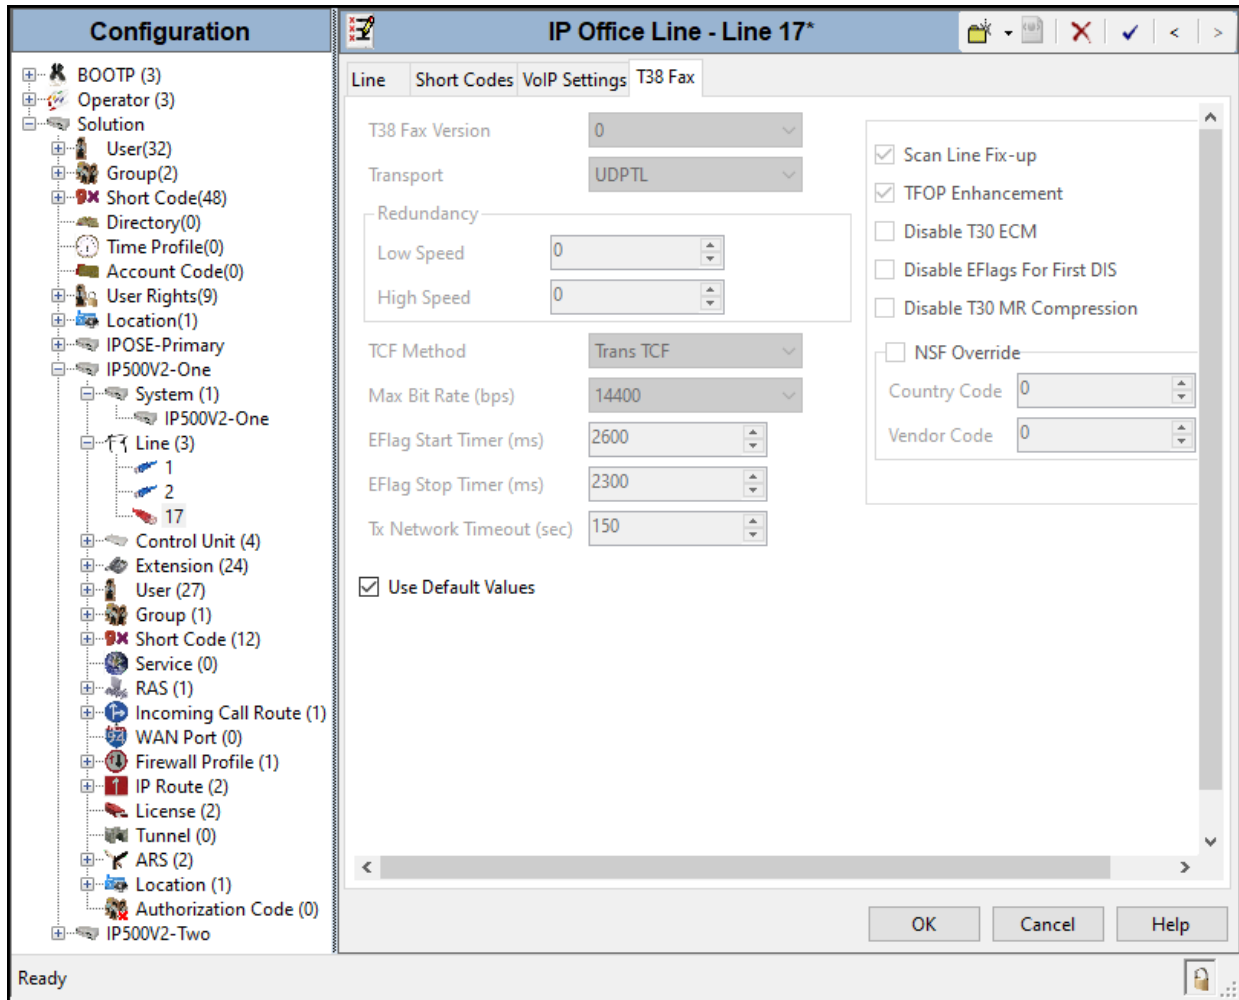 Configuration
BOOTP (3)
Operator (3)
Solution
User(32)
Group(2)
Short Code(48)
Directory(0)
Time Profile(0)
Account Code(0)
User Rights(9)
Location(1)
IPOSE-Primary
IP500V2-One
System (1)
IP500V2-One
Line (3)
1
2
17
Control Unit (4)
Extension (24)
User (27)
Group (1)
Short Code (12)
Service (0)
RAS (1)
Incoming Call Route (1)
WAN Port (0)
Firewall Profile (1)
IP Route (2)
License (2)
Tunnel (0)
ARS (2)
Location (1)
Authorization Code (0)
IP500V2-Two
IP Office Line - Line 17*
Line Short Codes VoIP Settings T38 Fax
T38 Fax Version 0
Transport UDPTL
Redundancy
Low Speed 0
High Speed 0
TCF Method Trans TCF
Max Bit Rate (bps) 14400
EFlag Start Timer (ms) 2600
EFlag Stop Timer (ms) 2300
Tx Network Timeout (sec) 150
Use Default Values
Scan Line Fix-up
TFOP Enhancement
Disable T30 ECM
Disable EFlags For First DIS
Disable T30 MR Compression
NSF Override
Country Code 0
Vendor Code 0
OK Cancel Help
Ready